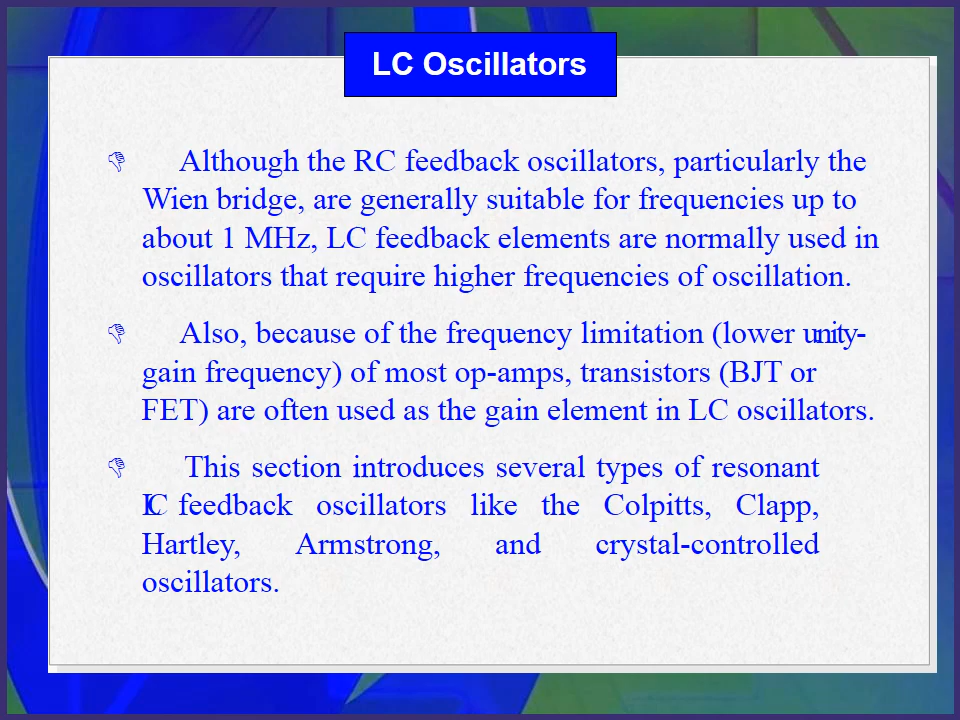 LC Oscillators
Although the RC feedback oscillators, particularly the
Wien bridge, are generally suitable for frequencies up to
about 1 MHz, LC feedback elements are normally used in
oscillators that require higher frequencies of oscillation.
Also, because of the frequency limitation (lower unity-
gain frequency) of most op-amps, transistors (BJT or
FET) are often used as the gain element in LC oscillators.
This section introduces several types of resonant
LC feedback oscillators like the Colpitts, Clapp,
Hartley, Armstrong, and crystal-controlled
oscillators.